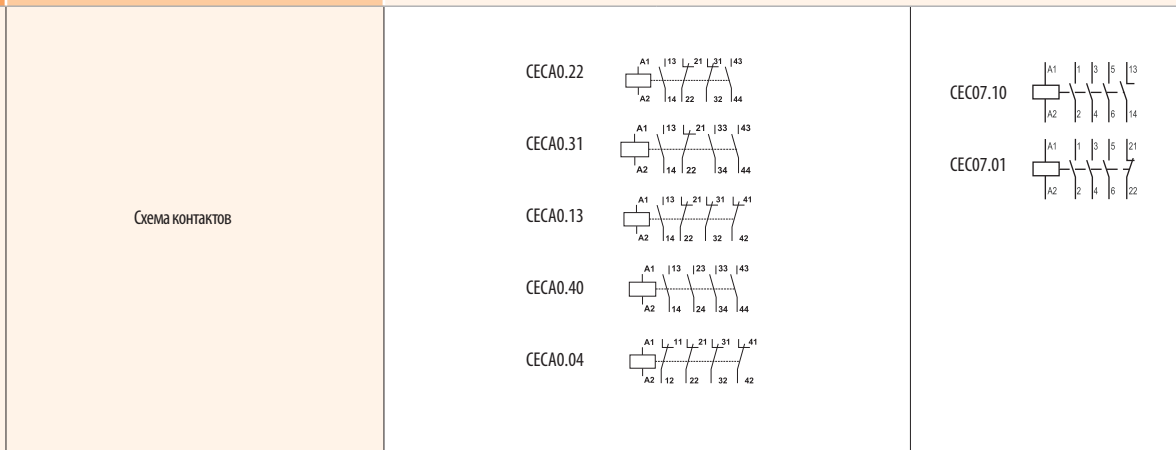 Схема контактов
CECA0.22
A1 13 21 31 43
A2 14 22 32 44
CECA0.31
A1 13 21 33 43
A2 14 22 34 44
CECA0.13
A1 13 21 31 41
A2 14 22 32 42
CECA0.40
A1 13 23 33 43
A2 14 24 34 44
CECA0.04
A1 11 21 31 41
A2 12 22 32 42
CEC07.10
A1 1 3 5 13
A2 2 4 6 14
CEC07.01
A1 1 3 5 21
A2 2 4 6 22